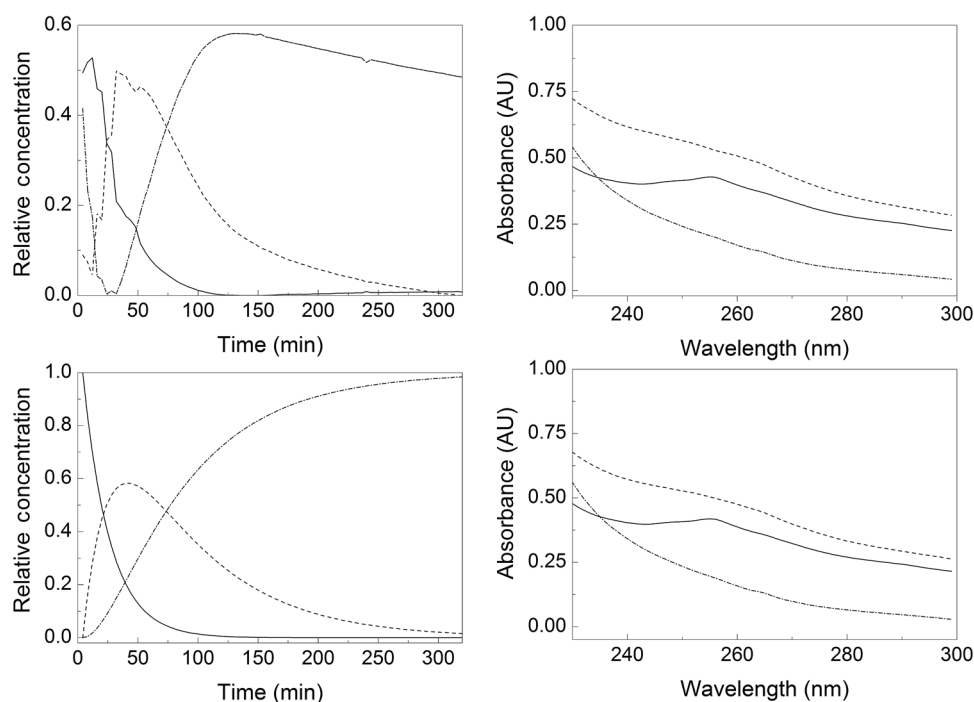 0.6
0.4
0.2
0.0
Relative concentration
0 50 100 150 200 250 300
Time (min)
1.00
0.75
0.50
0.25
0.00
Absorbance (AU)
240 260 280 300
Wavelength (nm)
1.0
0.8
0.6
0.4
0.2
0.0
Relative concentration
0 50 100 150 200 250 300
Time (min)
1.00
0.75
0.50
0.25
0.00
Absorbance (AU)
240 260 280 300
Wavelength (nm)